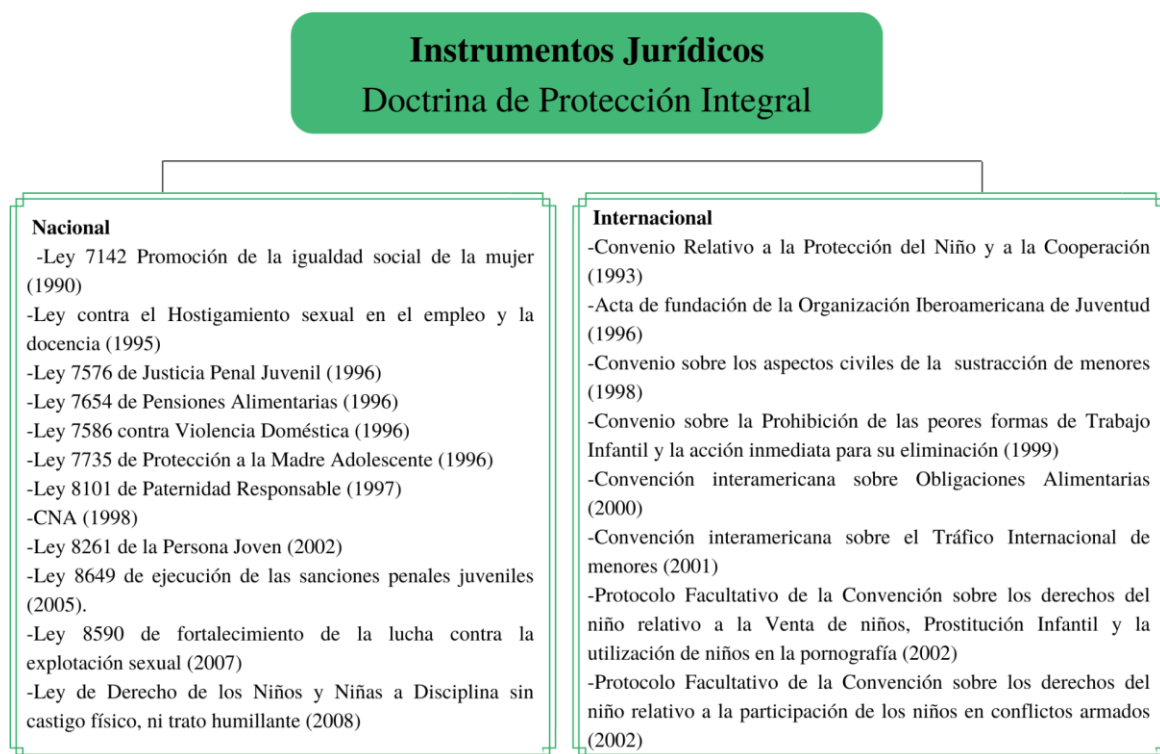 Instrumentos Jurídicos
Doctrina de Protección Integral
Nacional
-Ley 7142 Promoción de la igualdad social de la mujer
(1990)
-Ley contra el Hostigamiento sexual en el empleo y la
docencia (1995)
-Ley 7576 de Justicia Penal Juvenil (1996)
-Ley 7654 de Pensiones Alimentarias (1996)
-Ley 7586 contra Violencia Doméstica (1996)
-Ley 7735 de Protección a la Madre Adolescente (1996)
-Ley 8101 de Paternidad Responsable (1997)
-CNA (1998)
-Ley 8261 de la Persona Joven (2002)
-Ley 8649 de ejecución de las sanciones penales juveniles
(2005).
-Ley 8590 de fortalecimiento de la lucha contra la
explotación sexual (2007)
-Ley de Derecho de los Niños y Niñas a Disciplina sin
castigo físico, ni trato humillante (2008)
Internacional
-Convenio Relativo a la Protección del Niño y a la Cooperación
(1993)
-Acta de fundación de la Organización Iberoamericana de Juventud
(1996)
-Convenio sobre los aspectos civiles de la sustracción de menores
(1998)
-Convenio sobre la Prohibición de las peores formas de Trabajo
Infantil y la acción inmediata para su eliminación (1999)
-Convención interamericana sobre Obligaciones Alimentarias
(2000)
-Convención interamericana sobre el Tráfico Internacional de
menores (2001)
-Protocolo Facultativo de la Convención sobre los derechos del
niño relativo a la Venta de niños, Prostitución Infantil y la
utilización de niños en la pornografía (2002)
-Protocolo Facultativo de la Convención sobre los derechos del
niño relativo a la participación de los niños en conflictos armados
(2002)